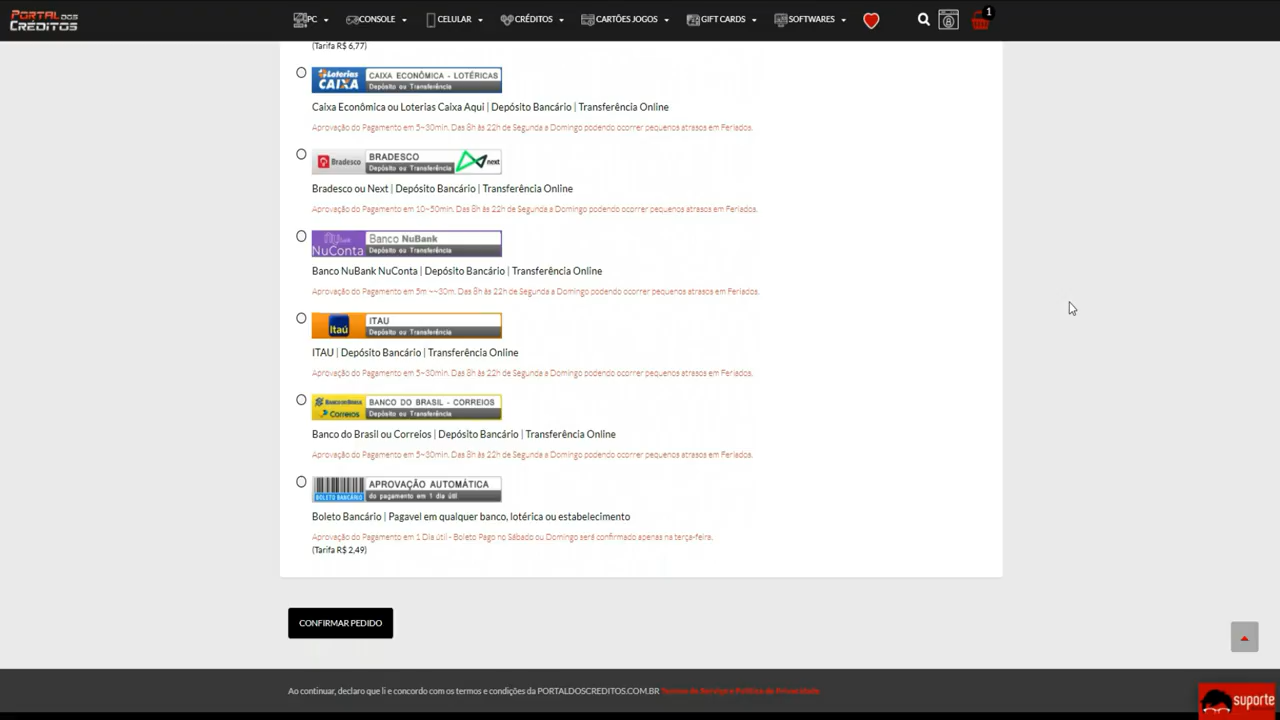 PORTAL DOS
CRÉDITOS
PC
CONSOLE
CELULAR
CRÉDITOS
CARTÕES JOGOS
GIFT CARDS
SOFTWARES
1
(Tarifa R$ 6,77)
Loterias
CAIXA
CAIXA ECONÔMICA - LOTÉRICAS
Depósito ou Transferência
Caixa Econômica ou Loterias Caixa Aqui | Depósito Bancário | Transferência Online
Aprovação do Pagamento em 5~30min. Das 8h às 22h de Segunda a Domingo podendo ocorrer pequenos atrasos em Feriados.
Bradesco
BRADESCO
Depósito ou Transferência
next
Bradesco ou Next | Depósito Bancário | Transferência Online
Aprovação do Pagamento em 10~50min. Das 8h às 22h de Segunda a Domingo podendo ocorrer pequenos atrasos em Feriados.
NuConta
Banco NuBank
Depósito ou Transferência
Banco NuBank NuConta | Depósito Bancário | Transferência Online
Aprovação do Pagamento em 5m ~~30m. Das 8h às 22h de Segunda a Domingo podendo ocorrer pequenos atrasos em Feriados.
Itaú
ITAU
Depósito ou Transferência
ITAU | Depósito Bancário | Transferência Online
Aprovação do Pagamento em 5~30min. Das 8h às 22h de Segunda a Domingo podendo ocorrer pequenos atrasos em Feriados.
BANCO DO BRASIL
Correios
BANCO DO BRASIL - CORREIOS
Depósito ou Transferência
Banco do Brasil ou Correios | Depósito Bancário | Transferência Online
Aprovação do Pagamento em 5~30min. Das 8h às 22h de Segunda a Domingo podendo ocorrer pequenos atrasos em Feriados.
BOLETO BANCÁRIO
APROVAÇÃO AUTOMÁTICA
do pagamento em 1 dia útil
Boleto Bancário | Pagavel em qualquer banco, lotérica ou estabelecimento
Aprovação do Pagamento em 1 Dia útil - Boleto Pago no Sábado ou Domingo será confirmado apenas na terça-feira.
(Tarifa R$ 2,49)
CONFIRMAR PEDIDO
Ao continuar, declaro que li e concordo com os termos e condições da PORTALDOSCREDITOS.COM.BR Termos de Serviço e Política de Privacidade.
suporte